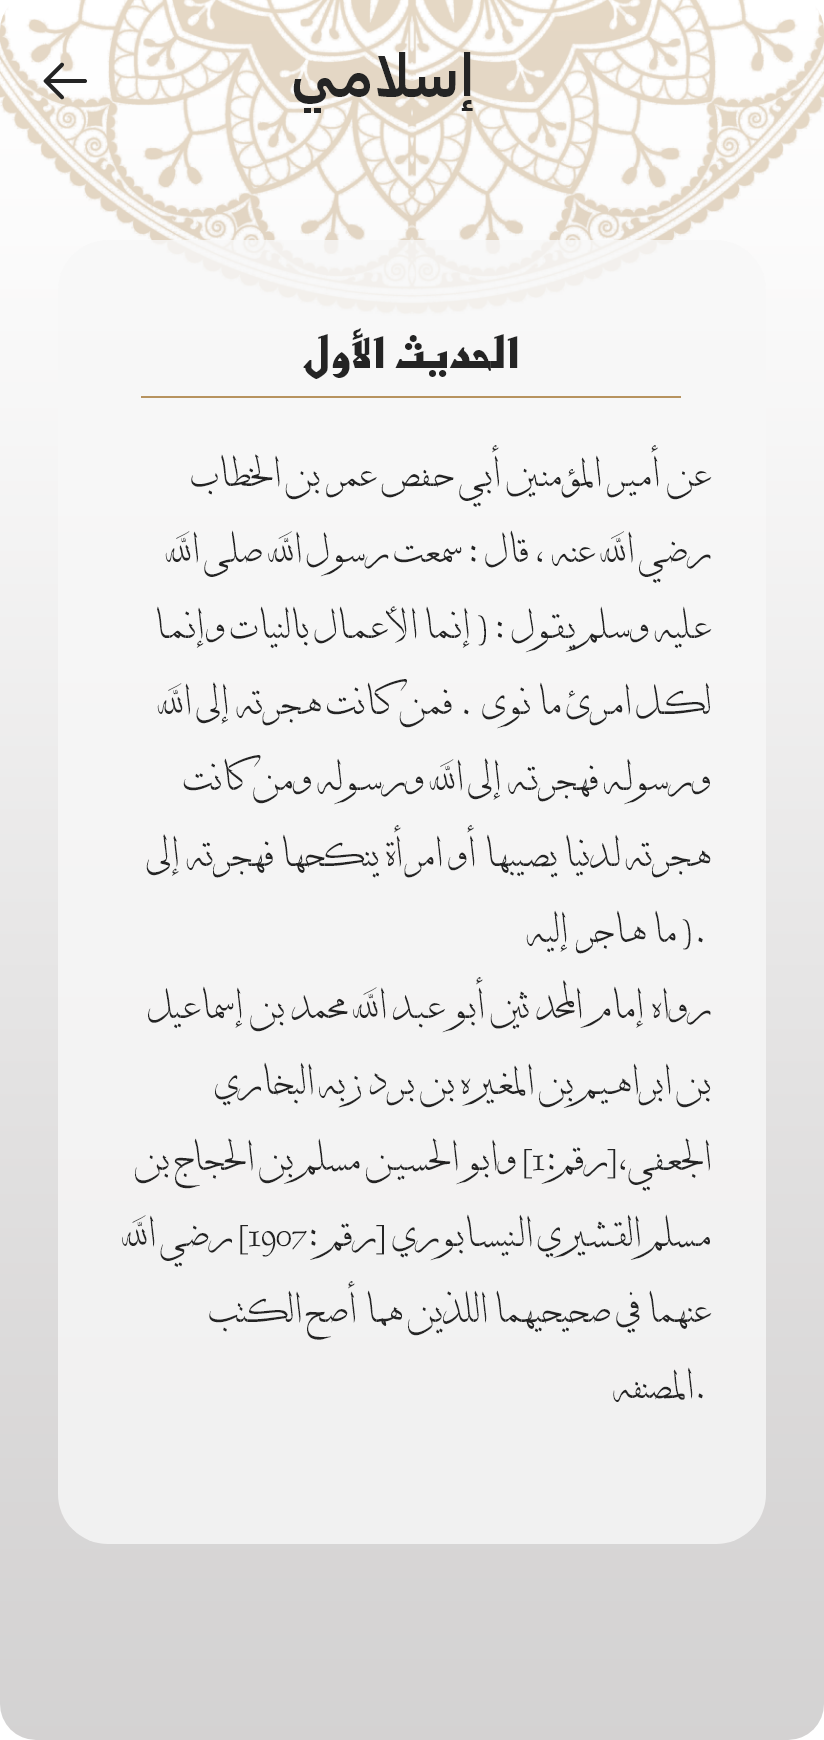 إسلامي
الحديث الأول
عن أمير المؤمنين أبي حفص عمر بن الخطاب
رضي الله عنه ، قال : سمعت رسول الله صلى الله
عليه وسلم يقول : ( إنما الأعمال بالنيات وإنما
لكل امرئ ما نوى . فمن كانت هجرته إلى الله
ورسوله فهجرته إلى الله ورسوله ومن كانت
هجرته لدنيا يصيبها أو امرأة ينكحها فهجرته إلى
.( ما هاجر إليه
رواه إمام المحد ثين أبو عبد الله محمد بن إسماعيل
بن ابراهيم بن المغيره بن برد زبه البخاري
الجعفي،[رقم:1] وابو الحسين مسلم بن الحجاج بن
مسلم القشيري النيسابوري [رقم:1907] رضي الله
عنهما في صحيحيهما اللذين هما أصح الكتب
.المصنفه